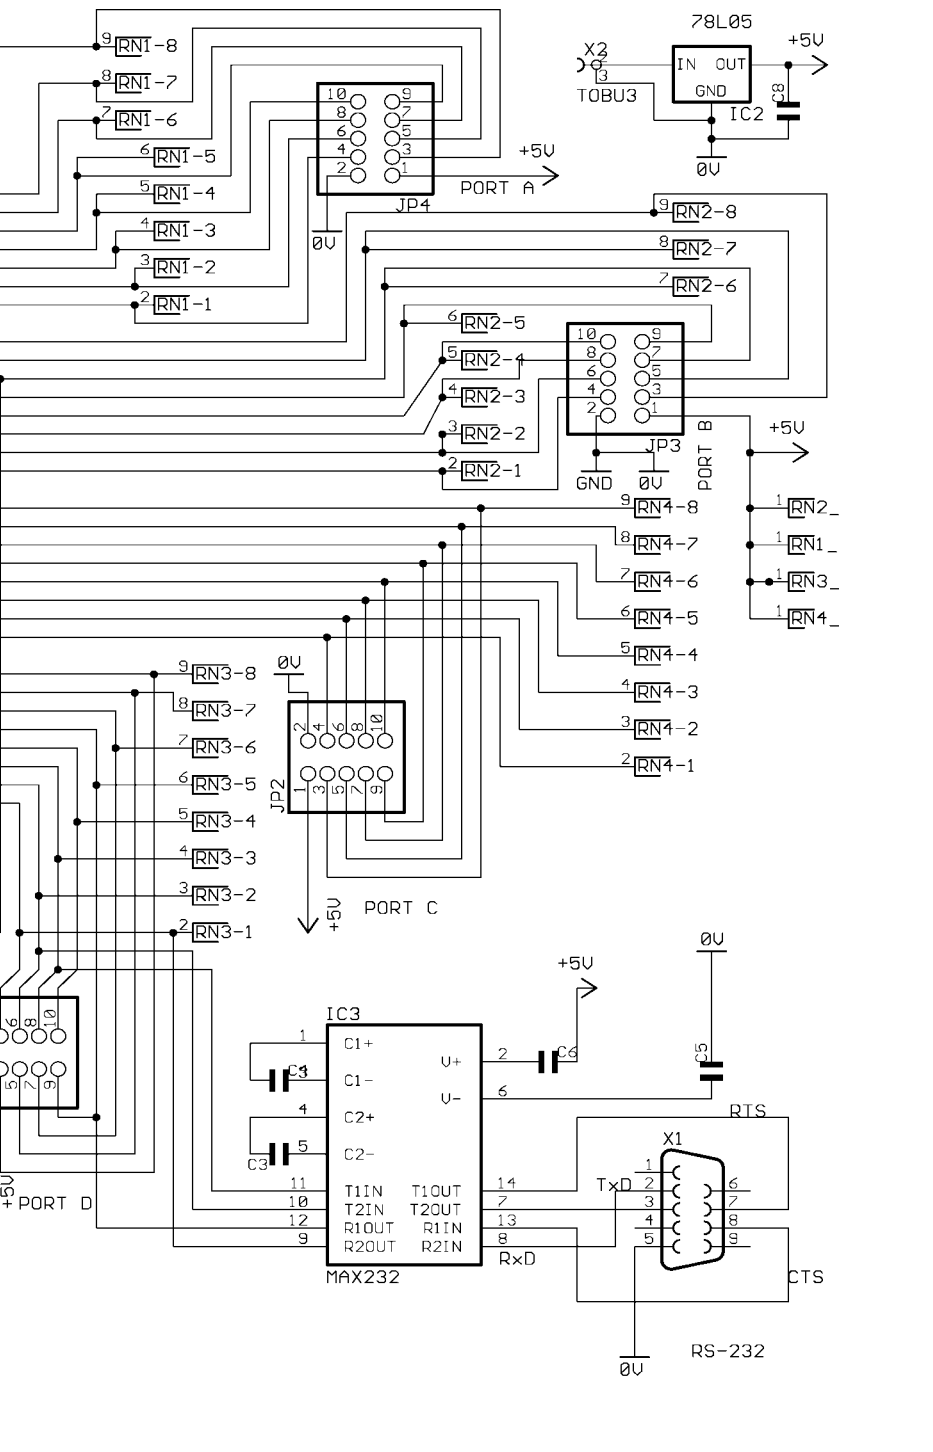 78L05
X2
+5V
9 RN1-8
2
IN OUT
3
GND
C8
8 RN1-7
TOBU3
IC2
7 RN1-6
10 9
8 7
6 5
4 3
2 1
6 RN1-5
+5V
0V
5 RN1-4
PORT A
JP4
9 RN2-8
4 RN1-3
0V
8 RN2-7
3 RN1-2
7 RN2-6
2 RN1-1
6 RN2-5
10 9
8 7
6 5
4 3
2 1
5 RN2-4
4 RN2-3
3 RN2-2
PORT B
+5V
JP3
2 RN2-1
GND 0V
9 RN4-8
1 RN2_
8 RN4-7
1 RN1_
7 RN4-6
1 RN3_
6 RN4-5
1 RN4_
5 RN4-4
0V
9 RN3-8
4 RN4-3
8 RN3-7
2 4 6 8 10
3 RN4-2
7 RN3-6
2 RN4-1
6 RN3-5
JP2
1 3 5 7 9
5 RN3-4
4 RN3-3
3 RN3-2
+5V
PORT C
2 RN3-1
0V
+5V
6 8 10
IC3
1 C1+
V+ 2
C6
C5
5 7 9
C1-
V- 6
4 C2+
RTS
C3
5 C2-
X1
+5V
PORT D
11 T1IN T1OUT 14
10 T2IN T2OUT 7
12 R1OUT R1IN 13
9 R2OUT R2IN 8
TxD
1
2 6
3 7
4 8
5 9
RxD
MAX232
CTS
RS-232
0V